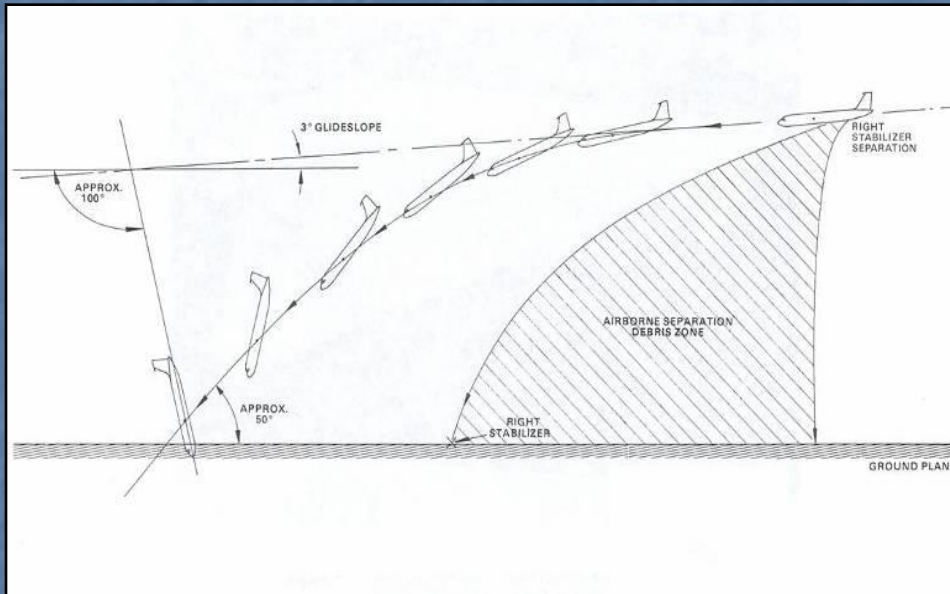 3° GLIDESLOPE
RIGHT
STABILIZER
SEPARATION
APPROX.
100°
AIRBORNE SEPARATION
DEBRIS ZONE
APPROX.
50°
RIGHT
STABILIZER
GROUND PLAN